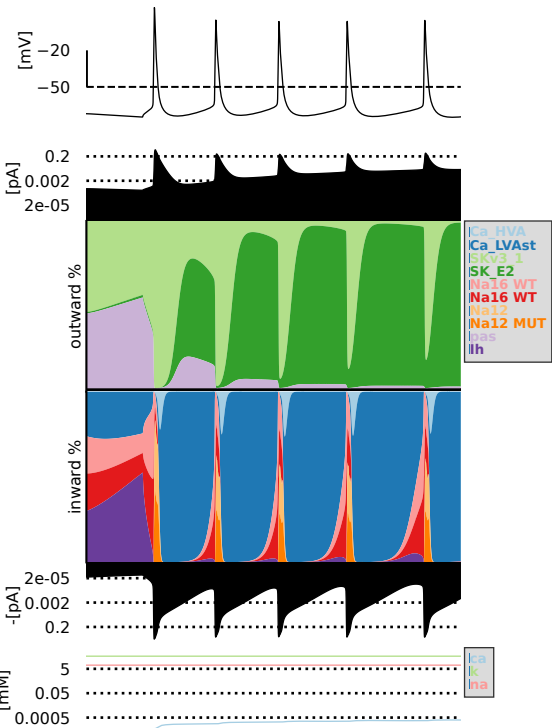 [mV]
−20
−50
[pA]
0.2
0.002
2e-05
outward %
Ca_HVA
Ca_LVAst
SKv3_1
SK_E2
Na16 WT
Na16 WT
Na12
Na12 MUT
pas
Ih
inward %
-[pA]
2e-05
0.002
0.2
[mM]
5
0.05
0.0005
ca
k
na